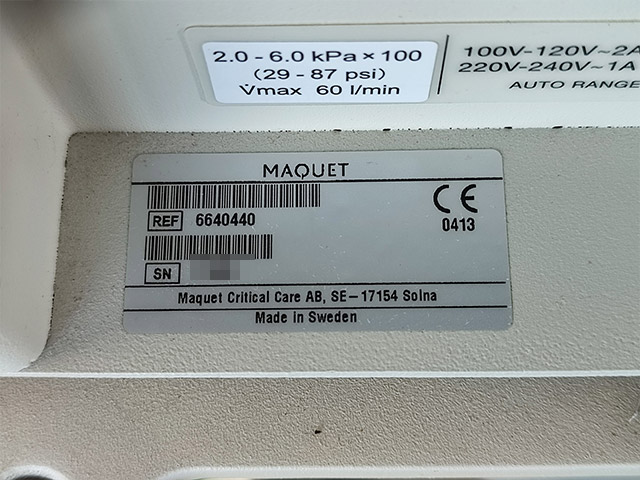 2.0 - 6.0 kPa × 100
(29 - 87 psi)
V̇max 60 l/min
100V-120V~2A
220V-240V~1A
AUTO RANGE
MAQUET
REF 6640440
CE
0413
SN
Maquet Critical Care AB, SE–17154 Solna
Made in Sweden